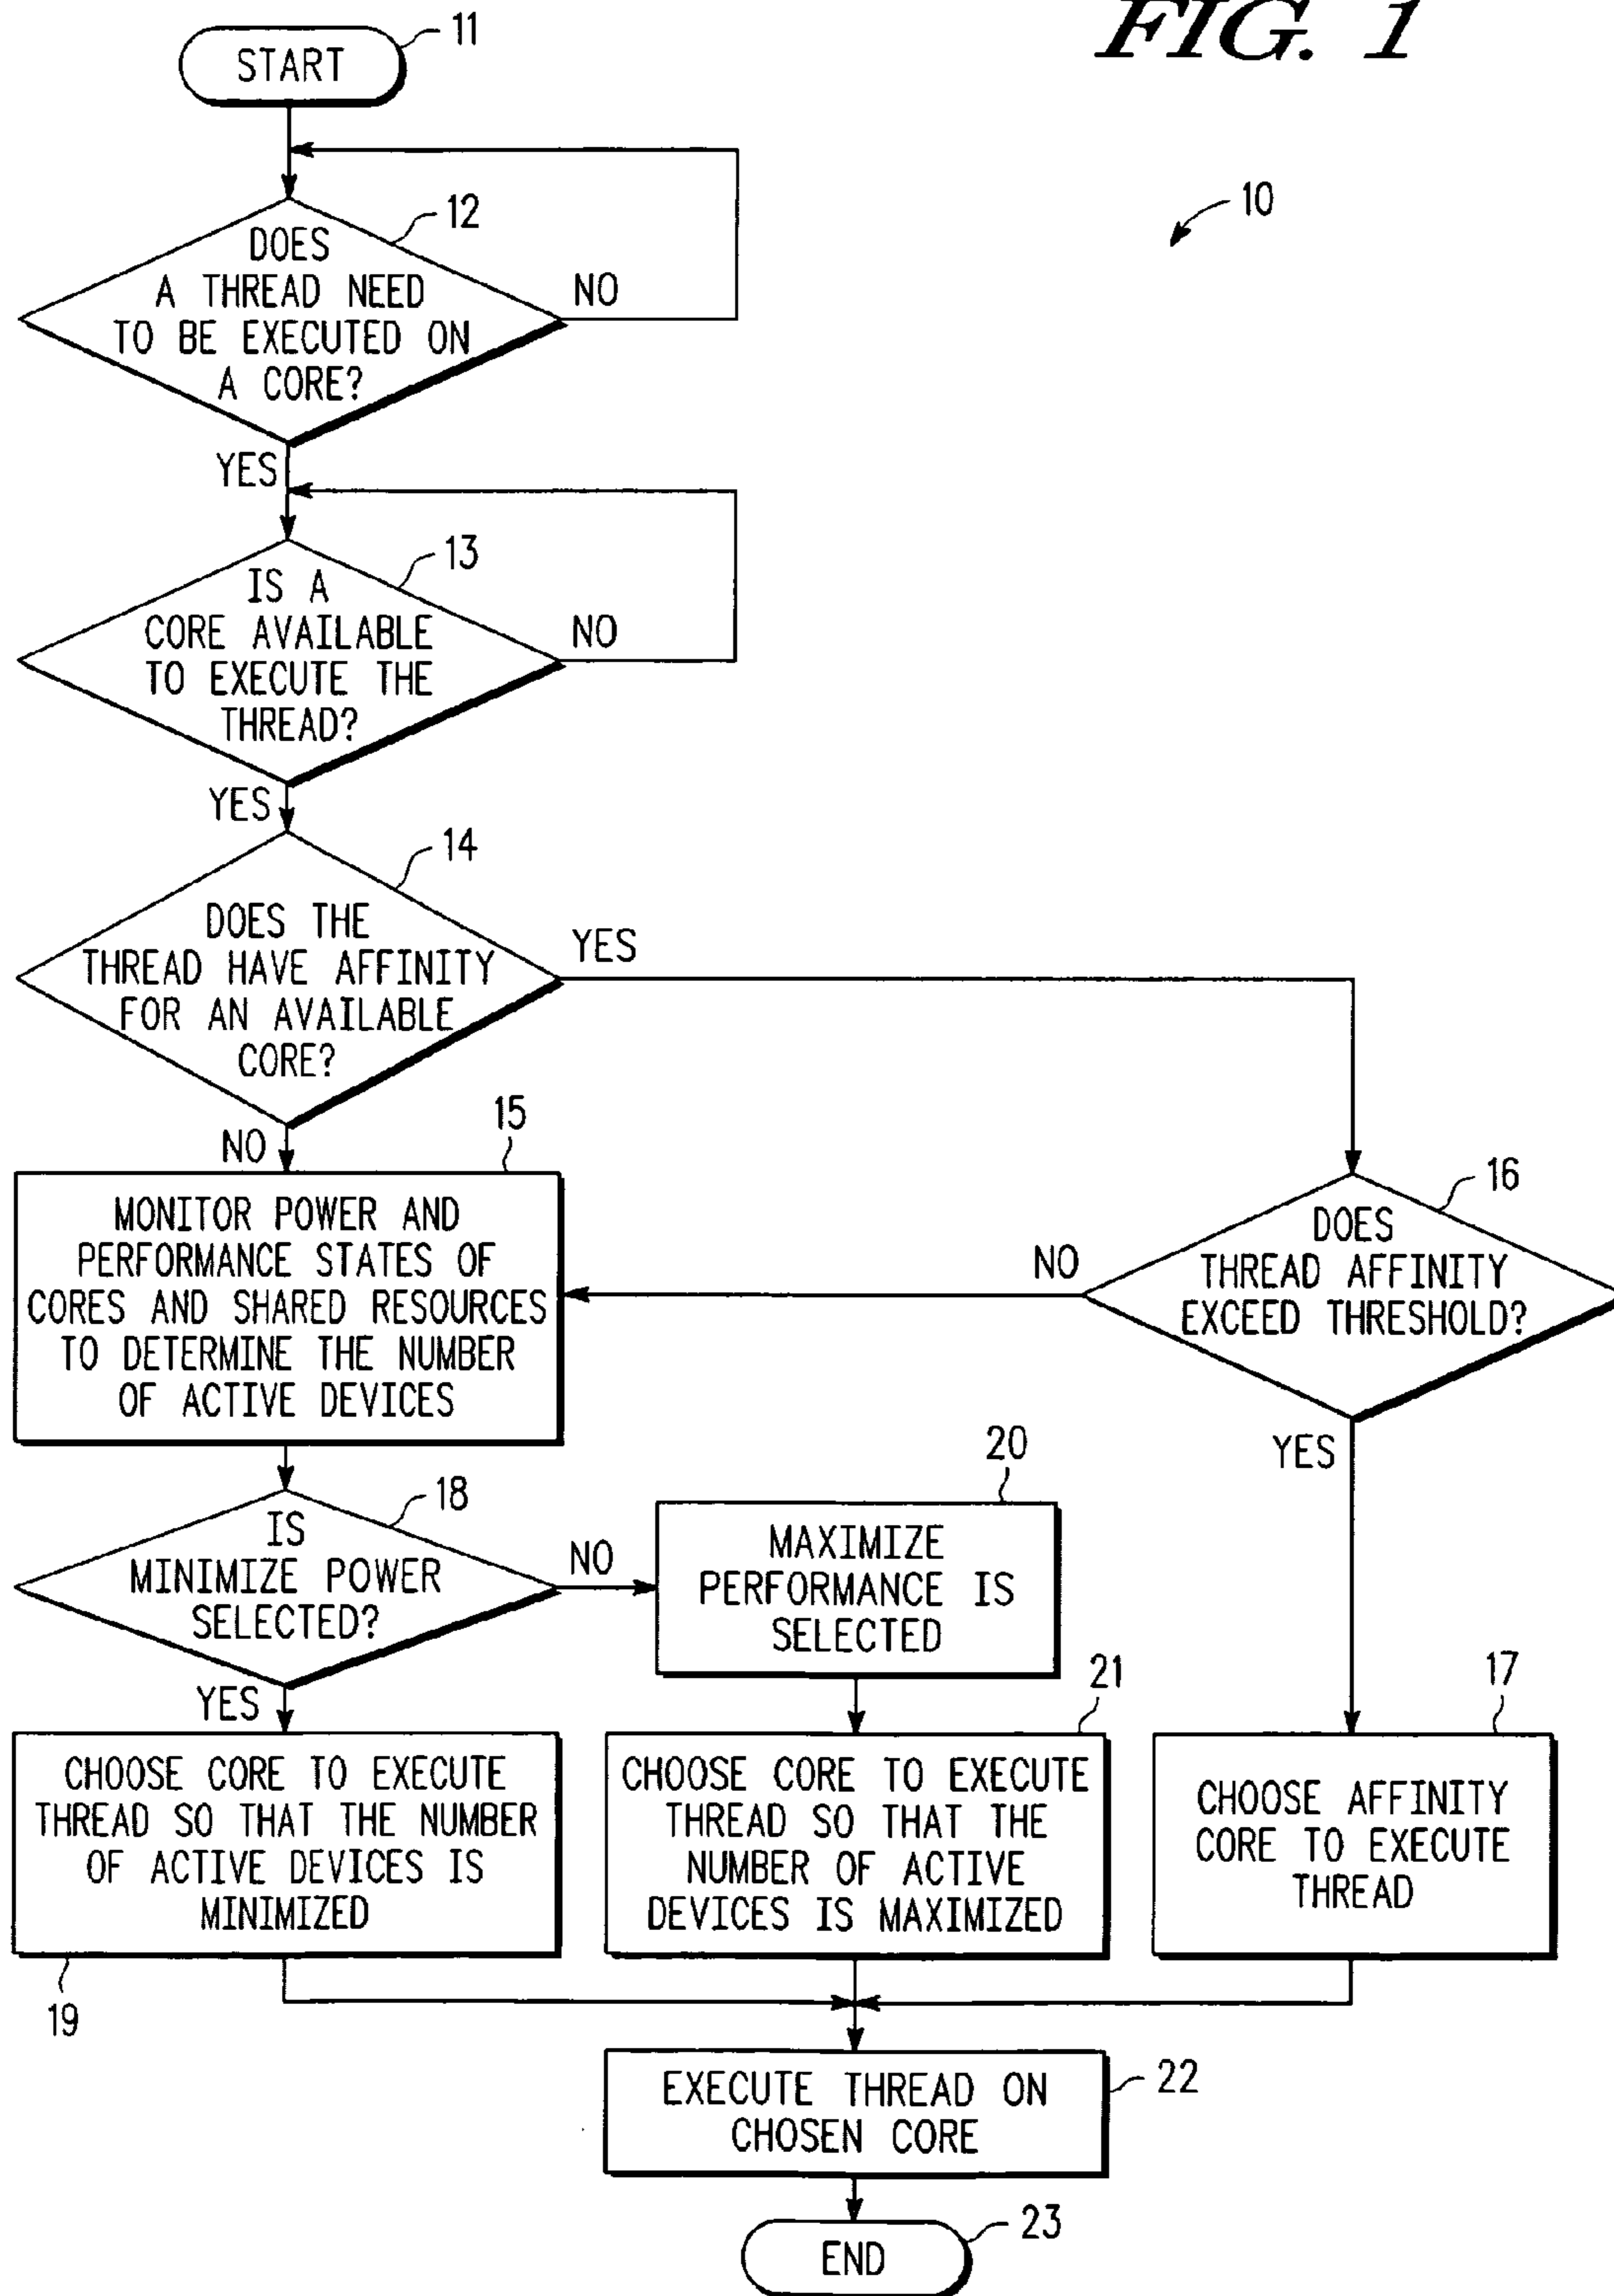 FIG. 1
START
11
10
DOES
A THREAD NEED
TO BE EXECUTED ON
A CORE?
12
NO
YES
IS A
CORE AVAILABLE
TO EXECUTE THE
THREAD?
13
NO
YES
DOES THE
THREAD HAVE AFFINITY
FOR AN AVAILABLE
CORE?
14
YES
NO
15
MONITOR POWER AND
PERFORMANCE STATES OF
CORES AND SHARED RESOURCES
TO DETERMINE THE NUMBER
OF ACTIVE DEVICES
16
DOES
THREAD AFFINITY
EXCEED THRESHOLD?
NO
YES
IS
MINIMIZE POWER
SELECTED?
18
NO
YES
20
MAXIMIZE
PERFORMANCE IS
SELECTED
CHOOSE CORE TO EXECUTE
THREAD SO THAT THE NUMBER
OF ACTIVE DEVICES IS
MINIMIZED
19
21
CHOOSE CORE TO EXECUTE
THREAD SO THAT THE
NUMBER OF ACTIVE
DEVICES IS MAXIMIZED
17
CHOOSE AFFINITY
CORE TO EXECUTE
THREAD
EXECUTE THREAD ON
CHOSEN CORE
22
END
23